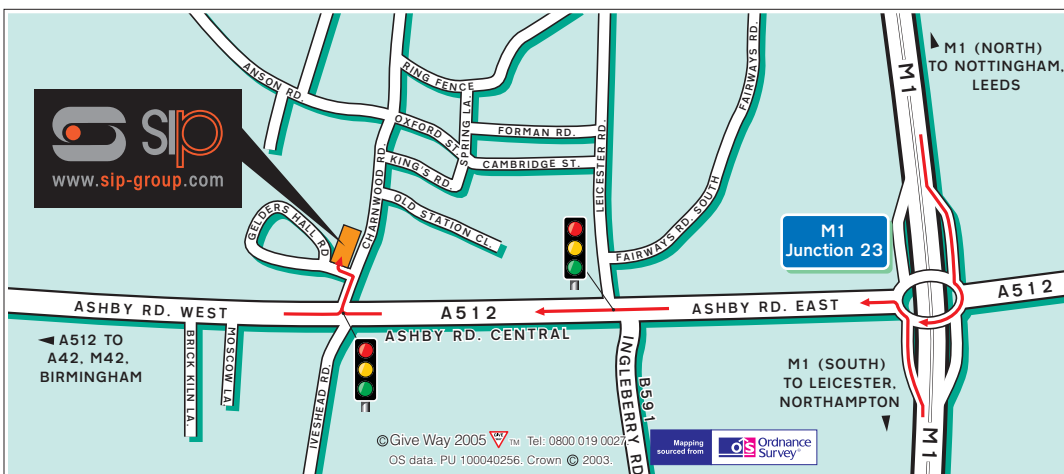 M1
M1 (NORTH)
TO NOTTINGHAM,
LEEDS
ANSON RD.
RING FENCE
OXFORD ST
SPRING LA.
FORMAN RD.
CAMBRIDGE ST.
KING'S RD.
CHARNWOOD RD.
OLD STATION CL.
LEICESTER RD.
FAIRWAYS RD.
FAIRWAYS RD. SOUTH
sip
www.sip-group.com
GELDERS HALL RD
M1
Junction 23
ASHBY RD. WEST
A512
ASHBY RD. CENTRAL
ASHBY RD. EAST
A512
A512 TO
A42, M42,
BIRMINGHAM
BRICK KILN LA.
MOSCOW LA
IVESHEAD RD.
INGLEBERRY RD
B591
M1 (SOUTH)
TO LEICESTER,
NORTHAMPTON
M1
©Give Way 2005 GIVE WAY TM Tel: 0800 019 0027.
OS data. PU 100040256. Crown © 2003.
Mapping
sourced from
OS Ordnance
Survey®